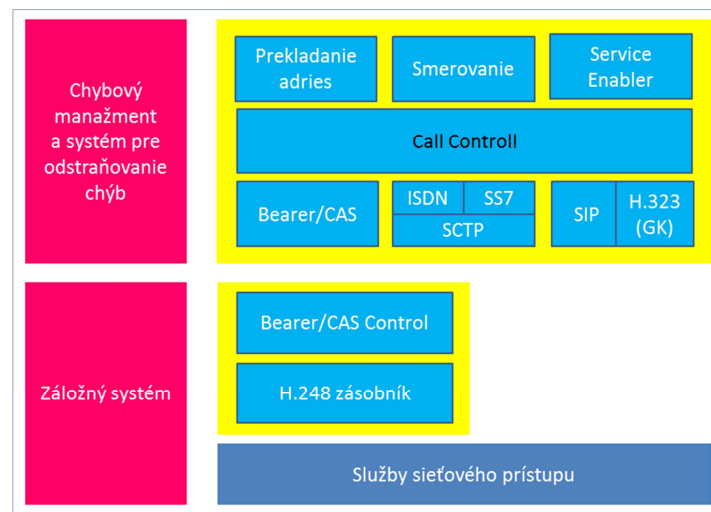 Chybový
manažment
a systém pre
odstraňovanie
chýb
Prekladanie
adries
Smerovanie
Service
Enabler
Call Controll
Bearer/CAS
ISDN
SS7
SCTP
SIP
H.323
(GK)
Záložný systém
Bearer/CAS Control
H.248 zásobník
Služby sieťového prístupu